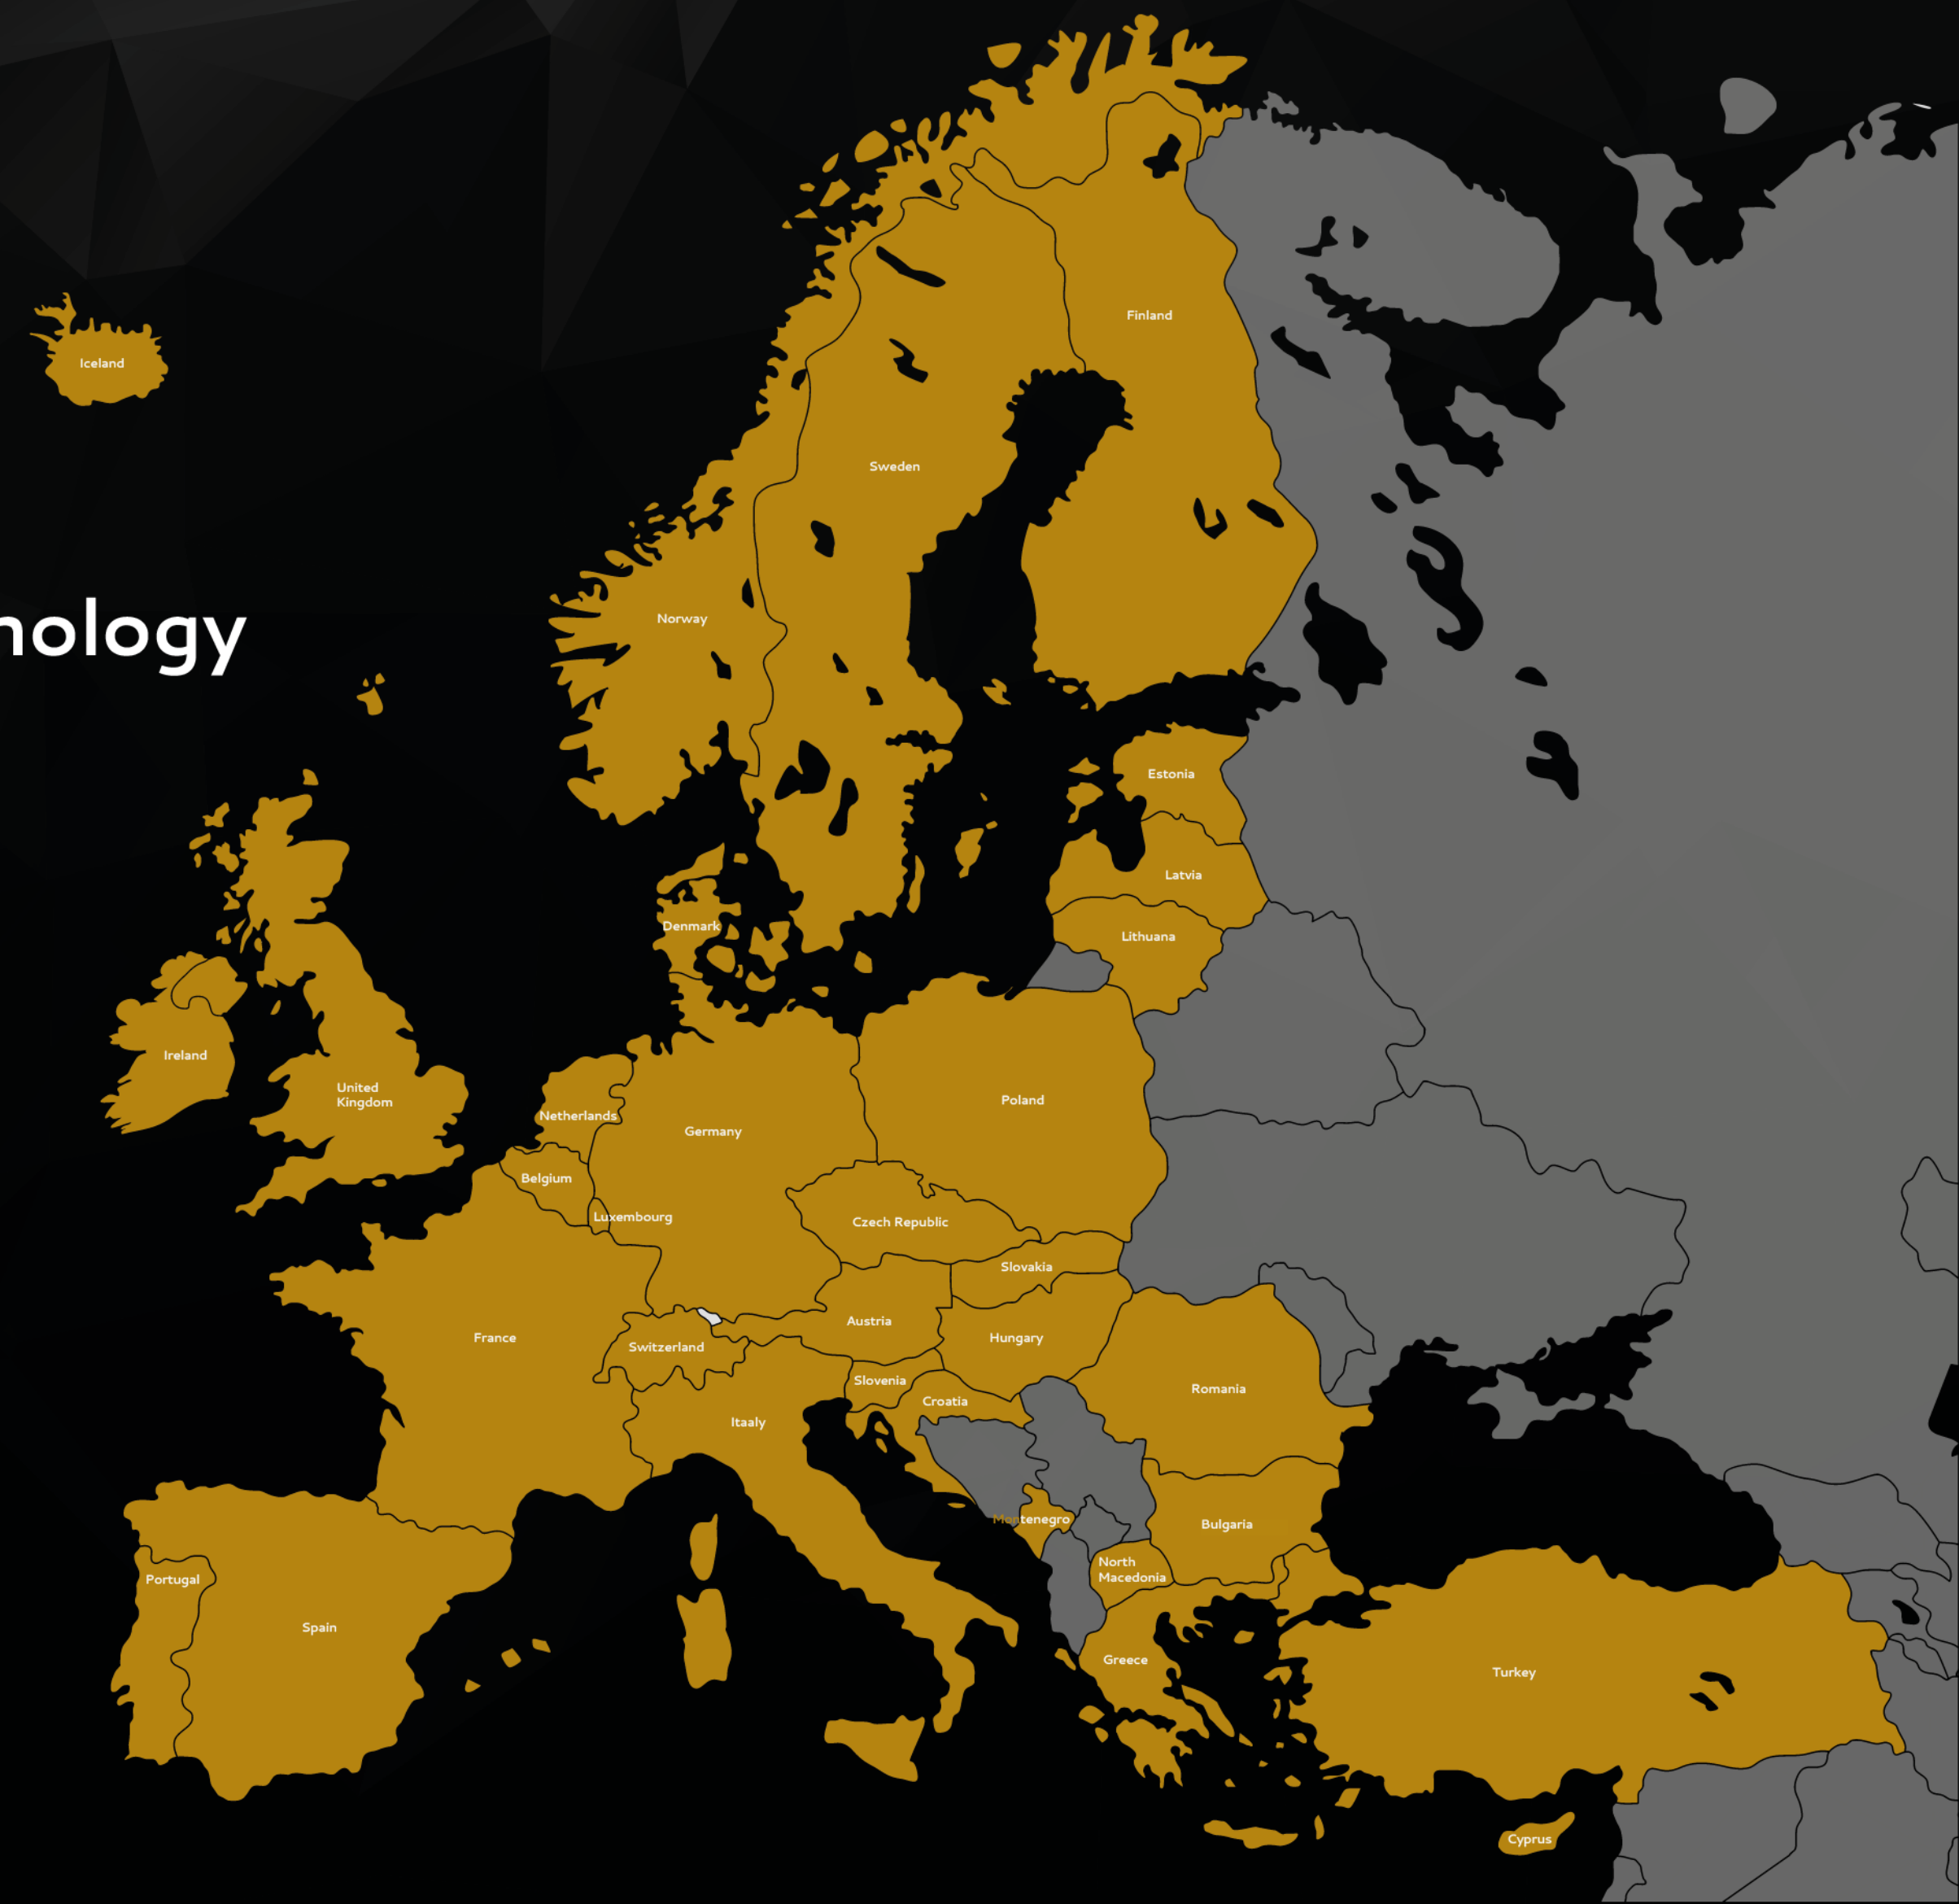 Finland
Iceland
Sweden
Norway
nology
Estonia
Latvia
Denmark
Lithuana
Ireland
United
Kingdom
Netherlands
Poland
Germany
Belgium
Luxembourg
Czech Republic
Slovakia
Austria
France
Hungary
Switzerland
Slovenia
Romania
Croatia
Itaaly
Montenegro
Bulgaria
North
Macedonia
Portugal
Spain
Greece
Turkey
Cyprus